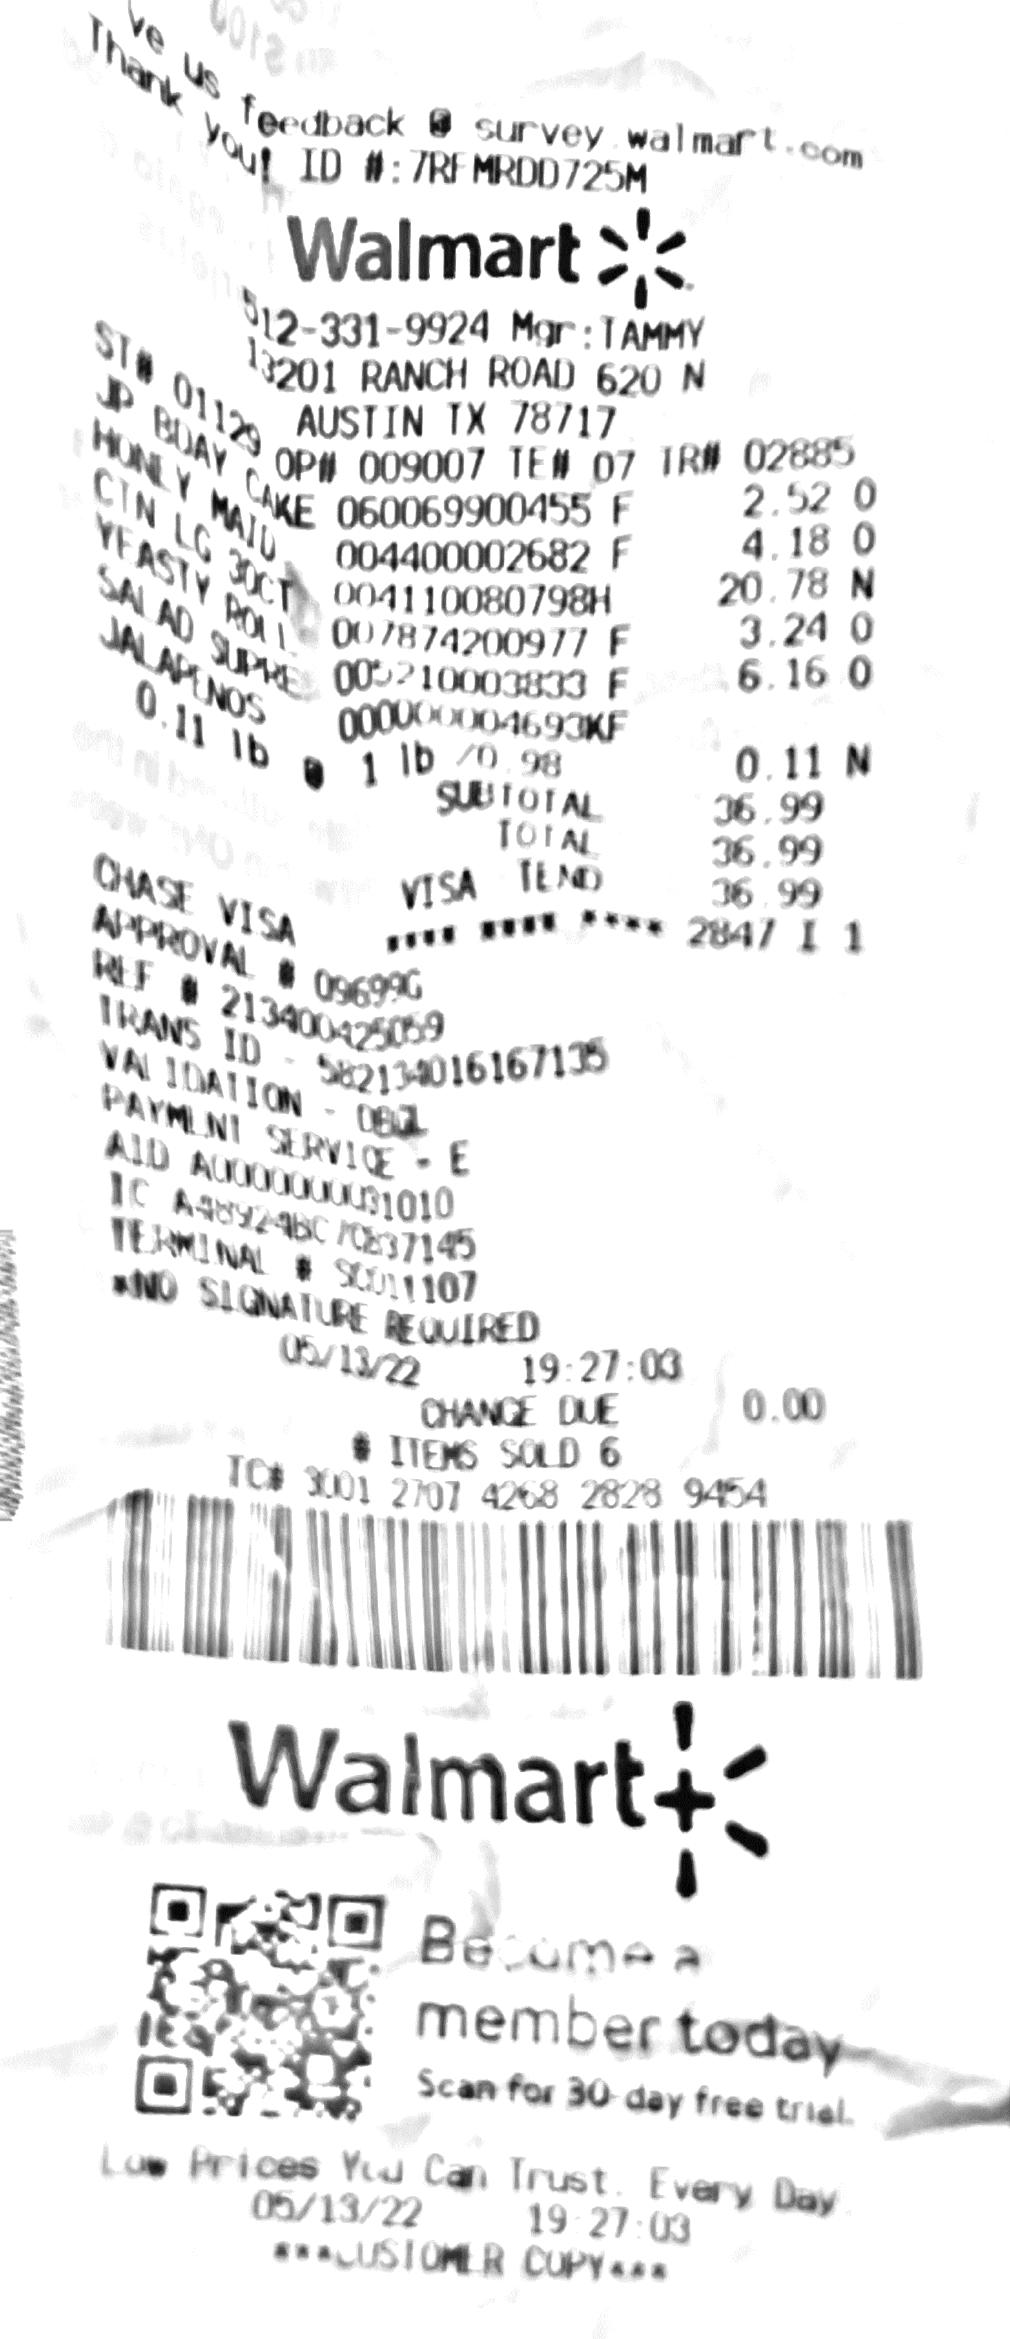 ve us feedback @ survey.walmart.com
Thank you! ID #:7RFMRDD725M
Walmart
512-331-9924 Mgr:TAMMY
13201 RANCH ROAD 620 N
AUSTIN TX 78717
ST# 01129 OP# 009007 TE# 07 TR# 02885
JP BDAY CAKE 060069900455 F 2.52 O
HONEY MAID 004400002682 F 4.18 O
CTN LG 30CT 004110080798H 20.78 N
YEASTY ROLL 007874200977 F 3.24 O
SALAD SUPRE 005210003833 F 6.16 O
JALAPENOS 000000004693KF
0.11 lb @ 1 lb /0.98 0.11 N
SUBTOTAL 36.99
TOTAL 36.99
VISA TEND 36.99
CHASE VISA **** **** **** 2847 I 1
APPROVAL # 09699G
REF # 213400425059
TRANS ID - 582134016167135
VALIDATION -
PAYMENT SERVICE - E
AID A0000000031010
TC
TERMINAL # SC011107
*NO SIGNATURE REQUIRED
05/13/22 19:27:03
CHANGE DUE 0.00
# ITEMS SOLD 6
TC# 3001 2707 4268 2828 9454
Walmart+
Become a
member today
Scan for 30-day free trial.
Low Prices You Can Trust. Every Day.
05/13/22 19:27:03
***CUSTOMER COPY***